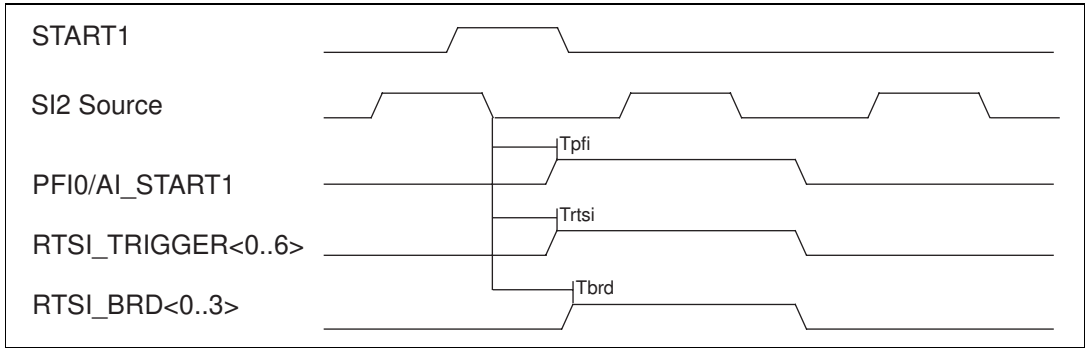 START1
SI2 Source
Tpfi
PFI0/AI_START1
Trtsi
RTSI_TRIGGER<0..6>
Tbrd
RTSI_BRD<0..3>